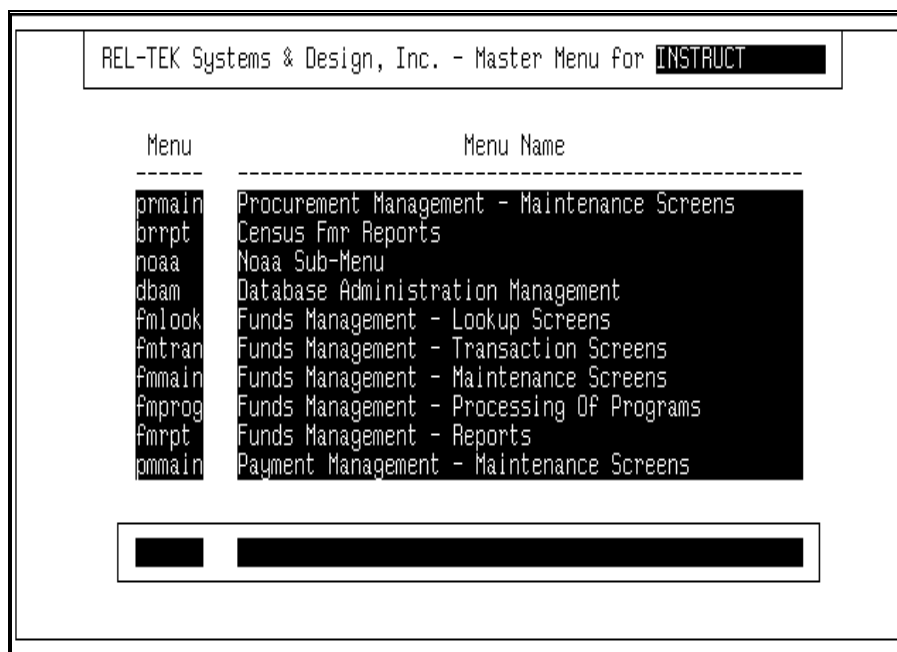 REL-TEK Systems & Design, Inc. - Master Menu for INSTRUCT
Menu Menu Name
------ --------------------------------------------------
prmain Procurement Management - Maintenance Screens
brrpt Census Fmr Reports
noaa Noaa Sub-Menu
dbam Database Administration Management
fmlook Funds Management - Lookup Screens
fmtran Funds Management - Transaction Screens
fmmain Funds Management - Maintenance Screens
fmprog Funds Management - Processing Of Programs
fmrpt Funds Management - Reports
pmmain Payment Management - Maintenance Screens